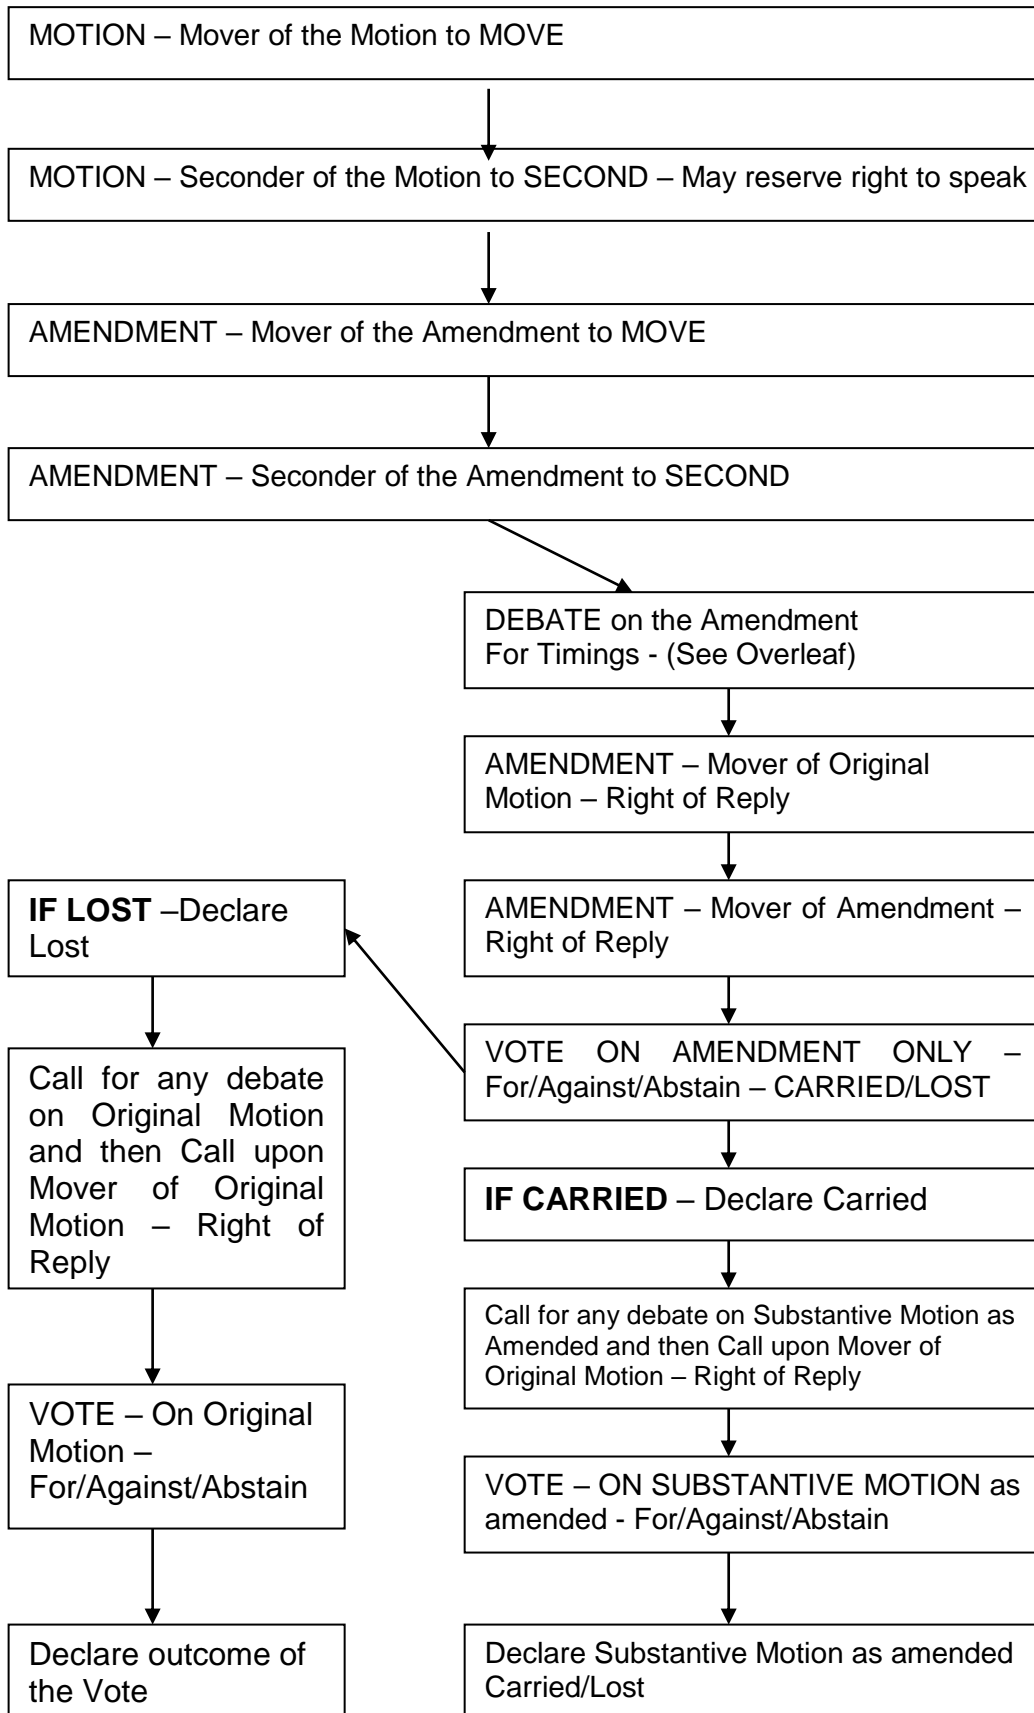 MOTION – Mover of the Motion to MOVE
MOTION – Seconder of the Motion to SECOND – May reserve right to speak
AMENDMENT – Mover of the Amendment to MOVE
AMENDMENT – Seconder of the Amendment to SECOND
DEBATE on the Amendment
For Timings - (See Overleaf)
AMENDMENT – Mover of Original
Motion – Right of Reply
AMENDMENT – Mover of Amendment –
Right of Reply
VOTE ON AMENDMENT ONLY –
For/Against/Abstain – CARRIED/LOST
IF LOST –Declare
Lost
Call for any debate
on Original Motion
and then Call upon
Mover of Original
Motion – Right of
Reply
VOTE – On Original
Motion –
For/Against/Abstain
Declare outcome of
the Vote
IF CARRIED – Declare Carried
Call for any debate on Substantive Motion as
Amended and then Call upon Mover of
Original Motion – Right of Reply
VOTE – ON SUBSTANTIVE MOTION as
amended - For/Against/Abstain
Declare Substantive Motion as amended
Carried/Lost